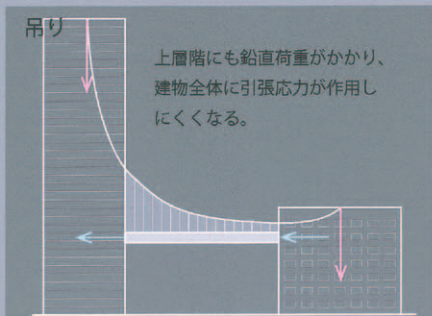 吊り
上層階にも鉛直荷重がかかり、
建物全体に引張応力が作用し
にくくなる。